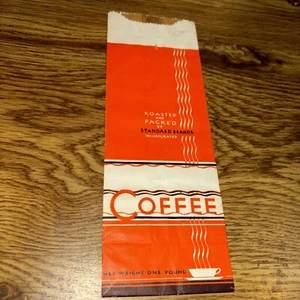 ROASTED
AND
PACKED
BY
STANDARD BRANDS
INCORPORATED
COFFEE
NET WEIGHT ONE POUND